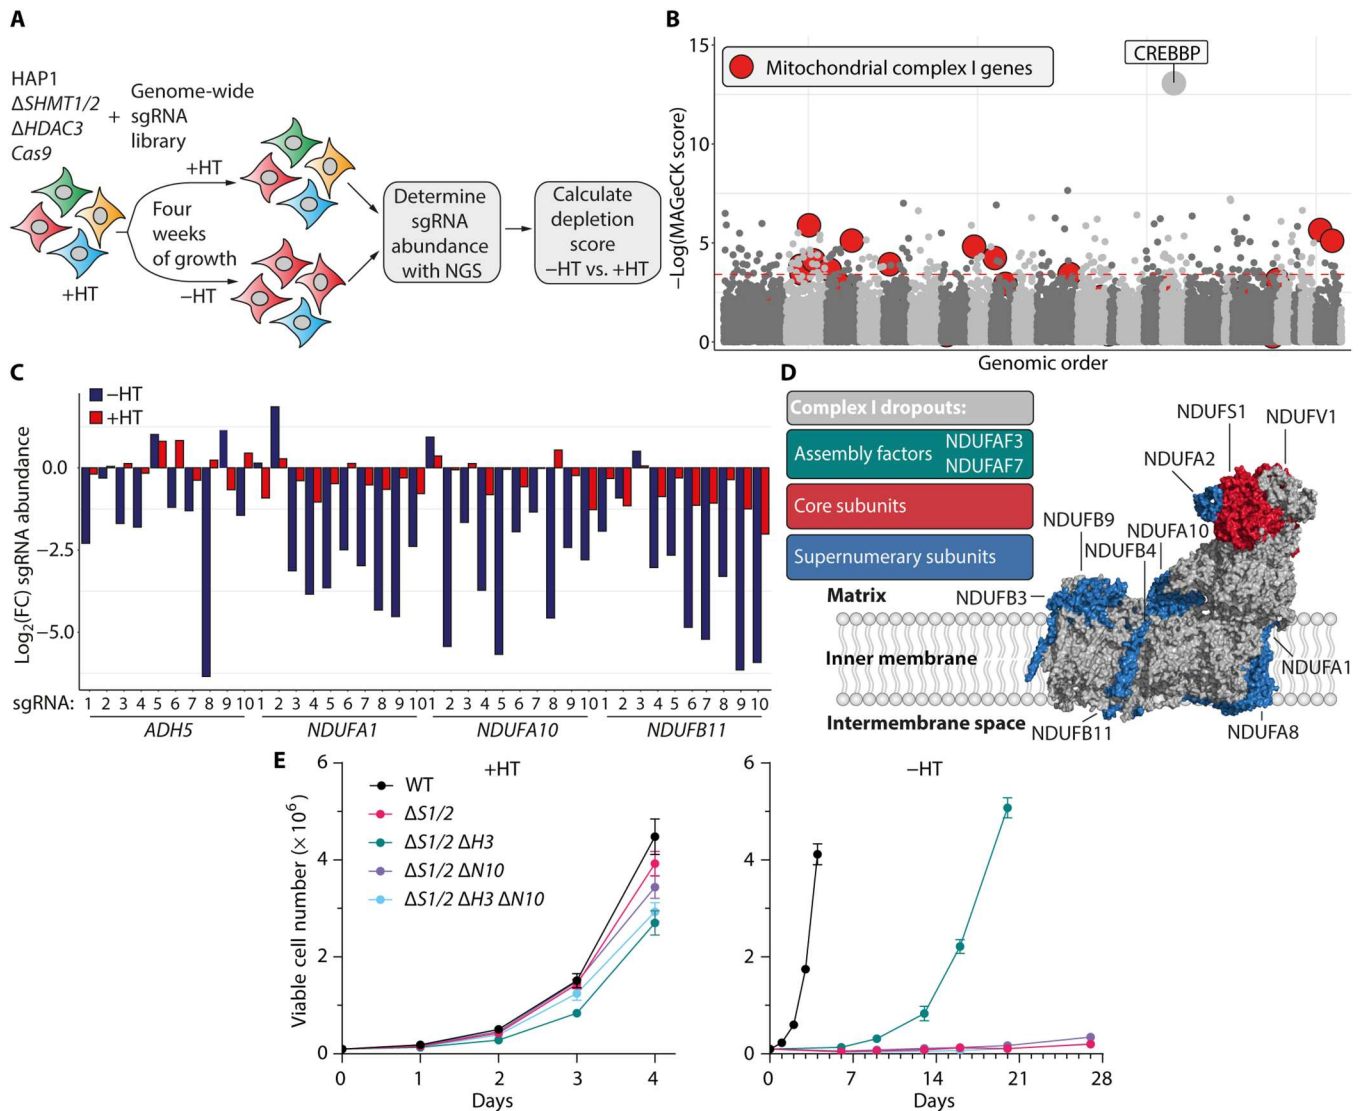 A
HAP1
ΔSHMT1/2
ΔHDAC3
Cas9
+
Genome-wide
sgRNA
library
+HT
+HT
Four
weeks
of growth
−HT
Determine
sgRNA
abundance
with NGS
Calculate
depletion
score
−HT vs. +HT
B
Mitochondrial complex I genes
CREBBP
−Log(MAGeCK score)
15
10
5
0
Genomic order
C
−HT
+HT
Log2(FC) sgRNA abundance
0.0
−2.5
−5.0
sgRNA: 1 2 3 4 5 6 7 8 9 10 1 2 3 4 5 6 7 8 9 10 1 2 3 4 5 6 7 8 9 10 1 2 3 4 5 6 7 8 9 10
ADH5 NDUFA1 NDUFA10 NDUFB11
D
Complex I dropouts:
Assembly factors
NDUFAF3
NDUFAF7
Core subunits
Supernumerary subunits
NDUFS1
NDUFV1
NDUFA2
NDUFB9
NDUFA10
NDUFB4
NDUFB3
Matrix
Inner membrane
Intermembrane space
NDUFA1
NDUFB11
NDUFA8
E
+HT
WT
ΔS1/2
ΔS1/2 ΔH3
ΔS1/2 ΔN10
ΔS1/2 ΔH3 ΔN10
Viable cell number (× 10⁶)
6
4
2
0
0 1 2 3 4
Days
−HT
6
4
2
0
0 7 14 21 28
Days